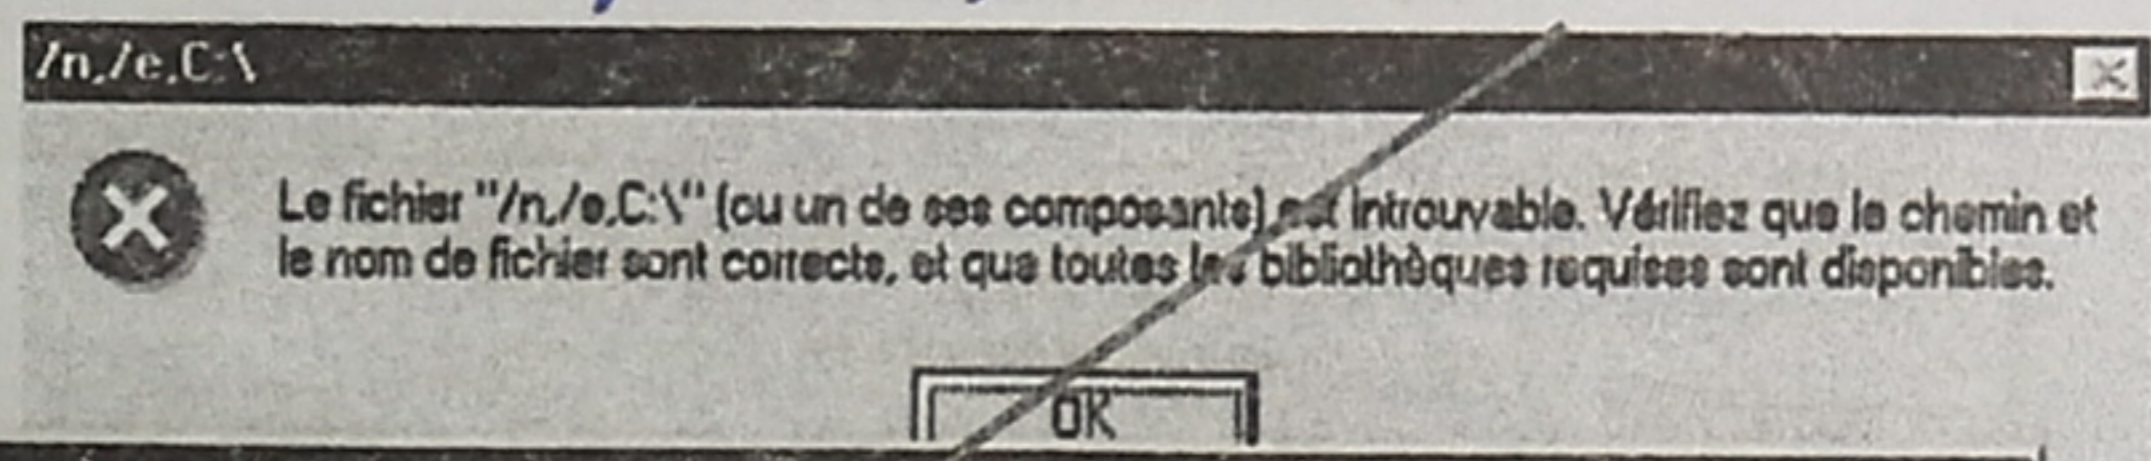 /n,/e,C:\
Le fichier "/n,/e,C:\" (ou un de ses composants) est introuvable. Vérifiez que le chemin et
le nom de fichier sont corrects, et que toutes les bibliothèques requises sont disponibles.
OK